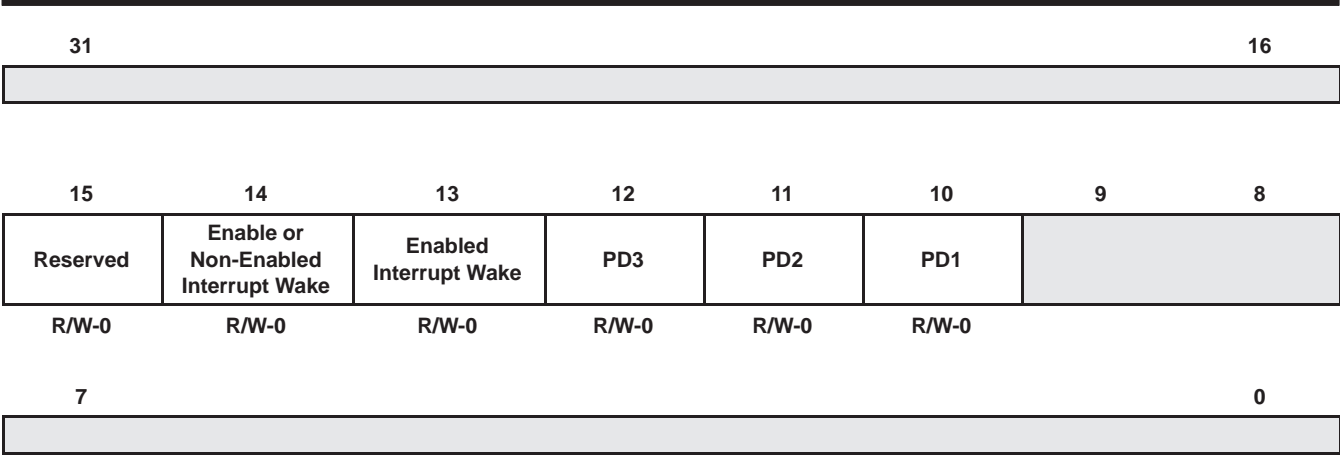 31 16
15 14 13 12 11 10 9 8
Reserved
Enable or
Non-Enabled
Interrupt Wake
Enabled
Interrupt Wake
PD3
PD2
PD1
R/W-0 R/W-0 R/W-0 R/W-0 R/W-0 R/W-0
7 0